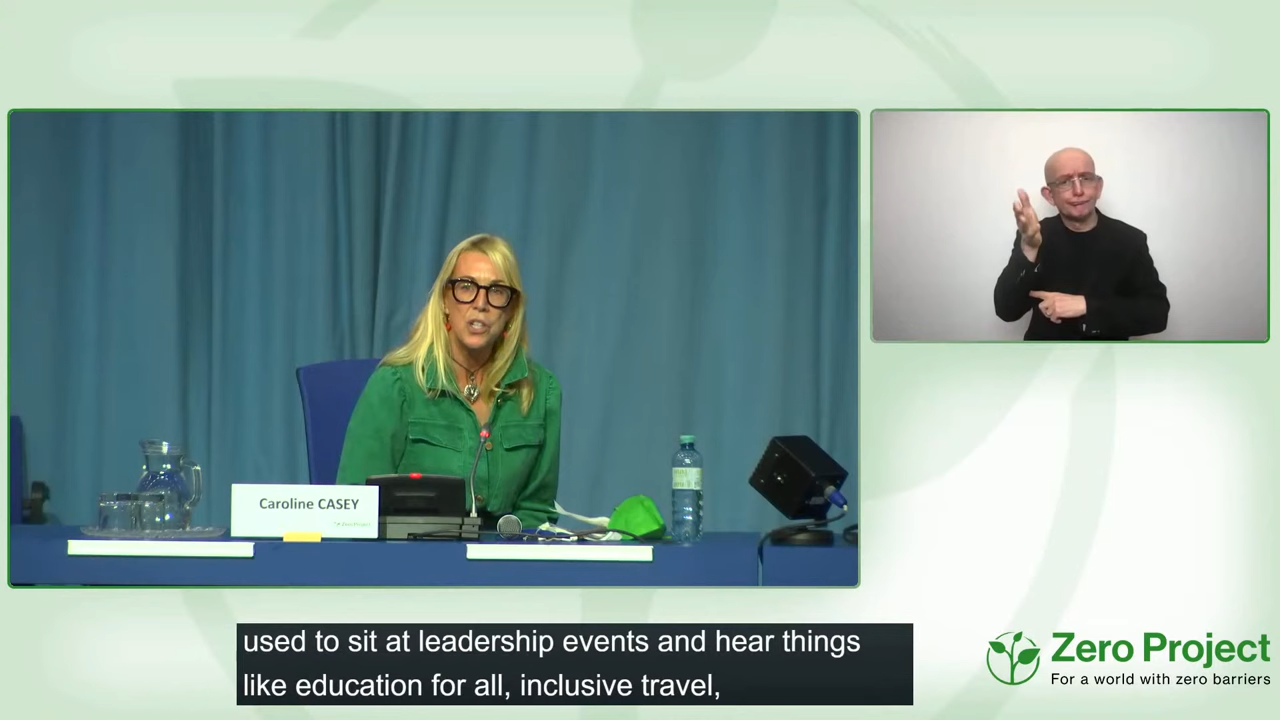 Caroline CASEY
used to sit at leadership events and hear things
like education for all, inclusive travel,
Zero Project
For a world with zero barriers